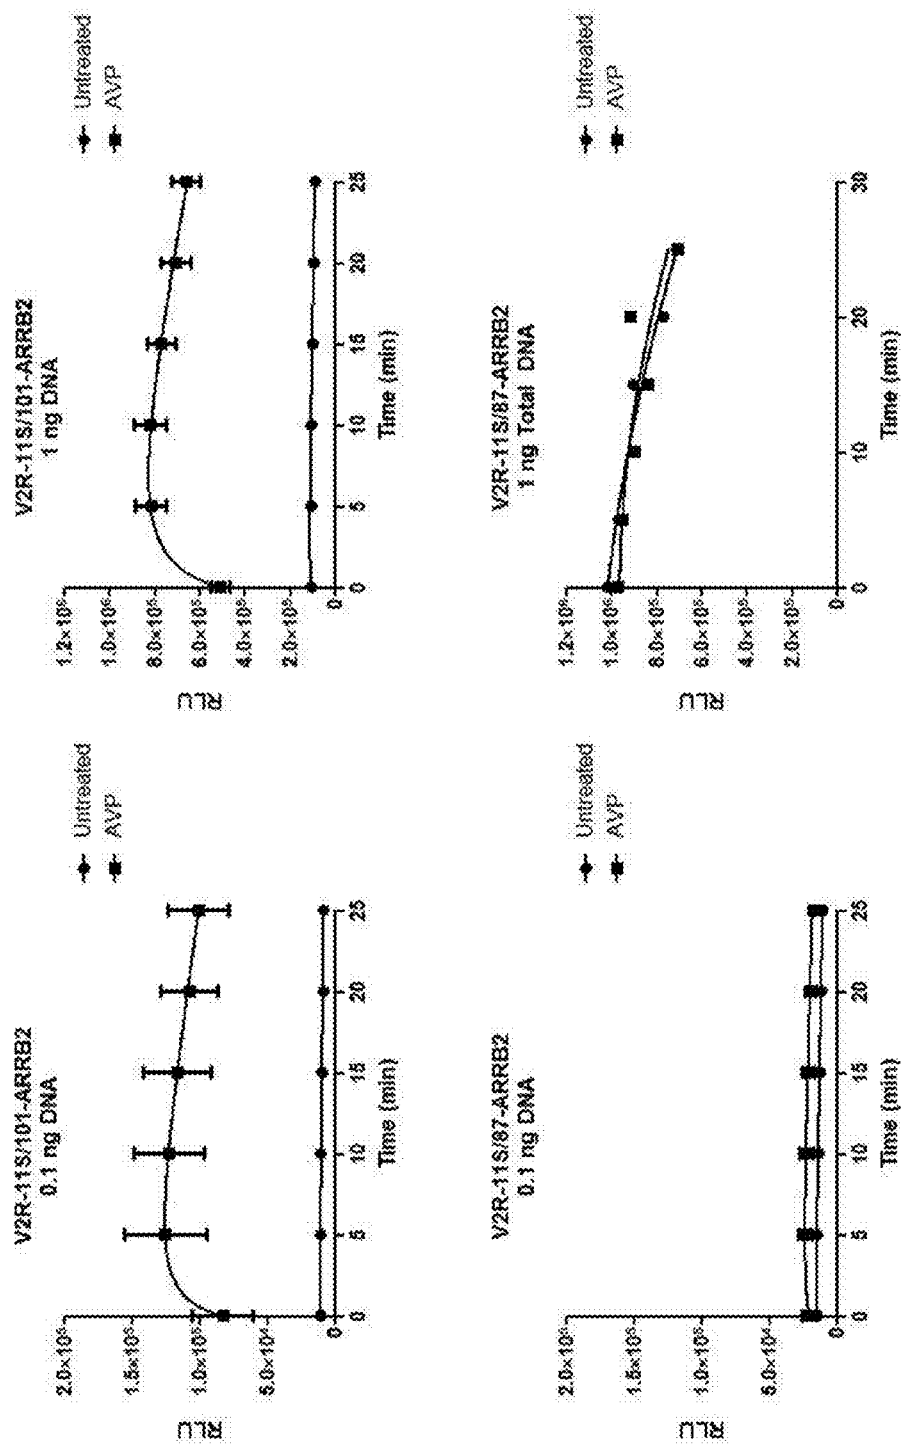 V2R-11S/101-ARRB2
0.1 ng DNA
Untreated
AVP
2.0×10⁵
1.5×10⁵
1.0×10⁵
5.0×10⁴
0
RLU
0 5 10 15 20 25
Time (min)
V2R-11S/101-ARRB2
1 ng DNA
Untreated
AVP
1.2×10⁶
1.0×10⁶
8.0×10⁵
6.0×10⁵
4.0×10⁵
2.0×10⁵
0
RLU
0 5 10 15 20 25
Time (min)
V2R-11S/87-ARRB2
0.1 ng DNA
Untreated
AVP
2.0×10⁵
1.5×10⁵
1.0×10⁵
5.0×10⁴
0
RLU
0 5 10 15 20 25
Time (min)
V2R-11S/87-ARRB2
1 ng Total DNA
Untreated
AVP
1.2×10⁶
1.0×10⁶
8.0×10⁵
6.0×10⁵
4.0×10⁵
2.0×10⁵
0
RLU
0 10 20 30
Time (min)